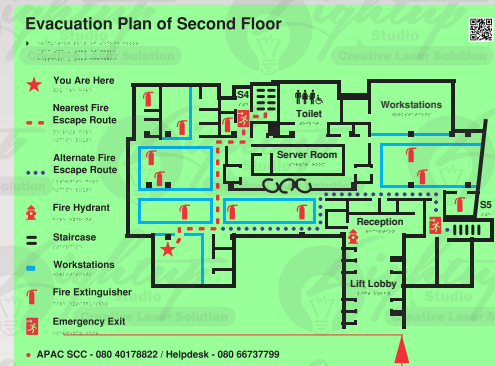 Evacuation Plan of Second Floor
You Are Here
Nearest Fire
Escape Route
Alternate Fire
Escape Route
Fire Hydrant
Staircase
Workstations
Fire Extinguisher
Emergency Exit
S4
Toilet
Workstations
Server Room
S5
Reception
Lift Lobby
APAC SCC - 080 40178822 / Helpdesk - 080 66737799
Studio
Creative Laser Solution